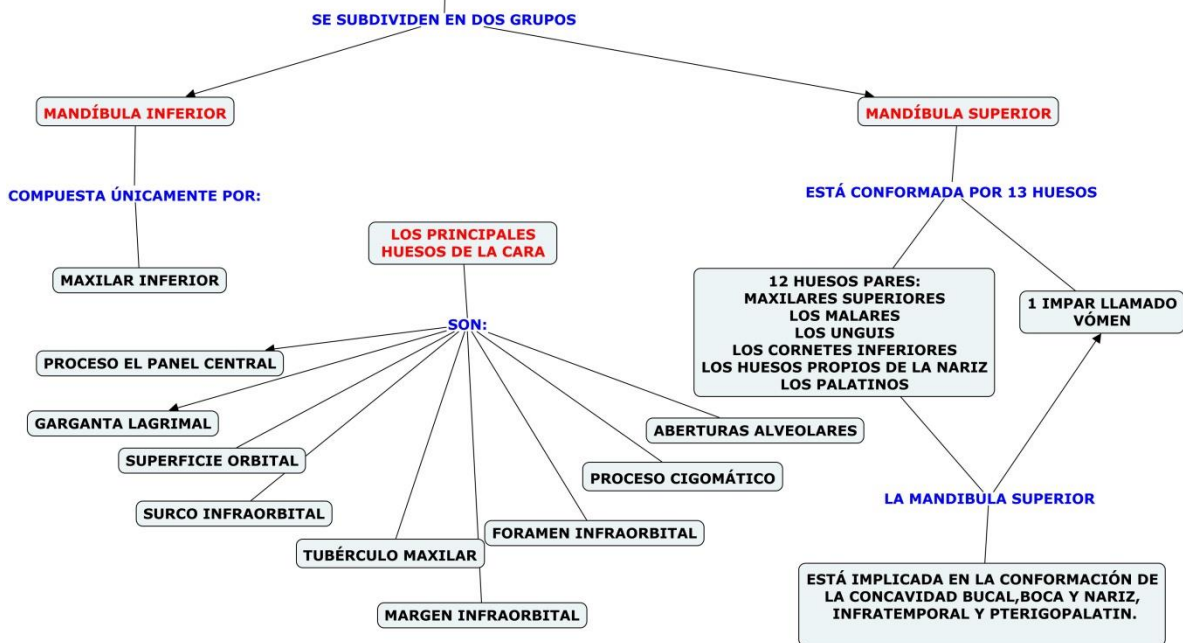 SE SUBDIVIDEN EN DOS GRUPOS
MANDÍBULA INFERIOR
MANDÍBULA SUPERIOR
COMPUESTA ÚNICAMENTE POR:
ESTÁ CONFORMADA POR 13 HUESOS
MAXILAR INFERIOR
LOS PRINCIPALES
HUESOS DE LA CARA
12 HUESOS PARES:
MAXILARES SUPERIORES
LOS MALARES
LOS UNGUIS
LOS CORNETES INFERIORES
LOS HUESOS PROPIOS DE LA NARIZ
LOS PALATINOS
1 IMPAR LLAMADO
VÓMEN
SON:
PROCESO EL PANEL CENTRAL
GARGANTA LAGRIMAL
SUPERFICIE ORBITAL
SURCO INFRAORBITAL
TUBÉRCULO MAXILAR
MARGEN INFRAORBITAL
FORAMEN INFRAORBITAL
PROCESO CIGOMÁTICO
ABERTURAS ALVEOLARES
LA MANDIBULA SUPERIOR
ESTÁ IMPLICADA EN LA CONFORMACIÓN DE
LA CONCAVIDAD BUCAL,BOCA Y NARIZ,
INFRATEMPORAL Y PTERIGOPALATIN.